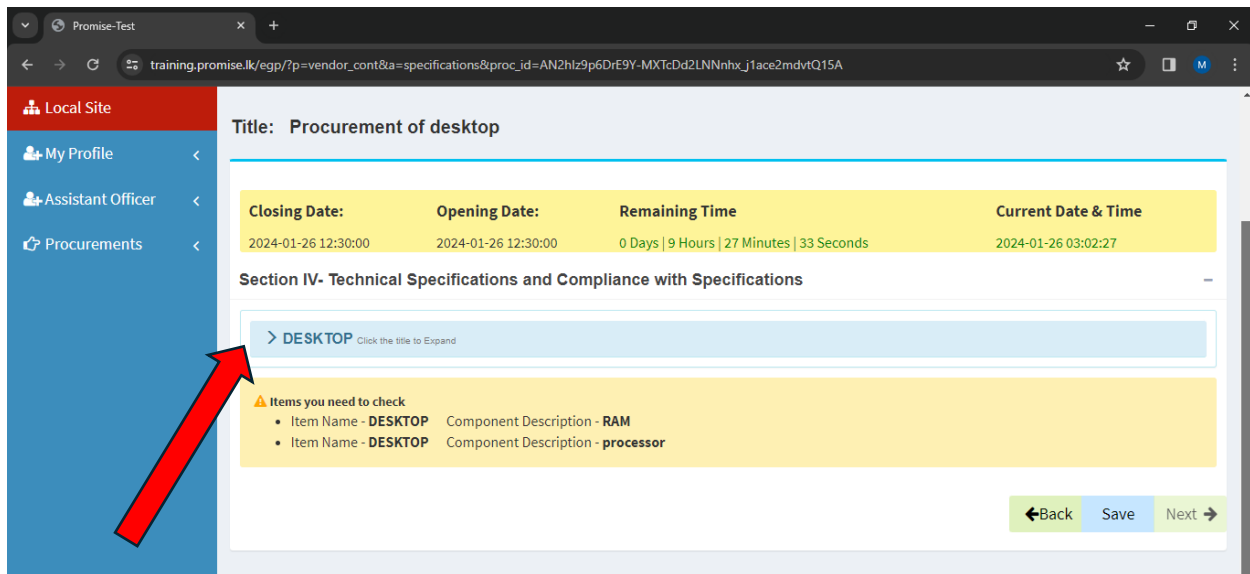 Promise-Test
training.promise.lk/egp/?p=vendor_cont&a=specifications&proc_id=AN2hIz9p6DrE9Y-MXTcDd2LNNnhx_j1ace2mdvtQ15A
M
Local Site
My Profile
Assistant Officer
Procurements
Title: Procurement of desktop
Closing Date: Opening Date: Remaining Time Current Date & Time
2024-01-26 12:30:00 2024-01-26 12:30:00 0 Days | 9 Hours | 27 Minutes | 33 Seconds 2024-01-26 03:02:27
Section IV- Technical Specifications and Compliance with Specifications
DESKTOP Click the title to Expand
Items you need to check
Item Name - DESKTOP Component Description - RAM
Item Name - DESKTOP Component Description - processor
Back Save Next